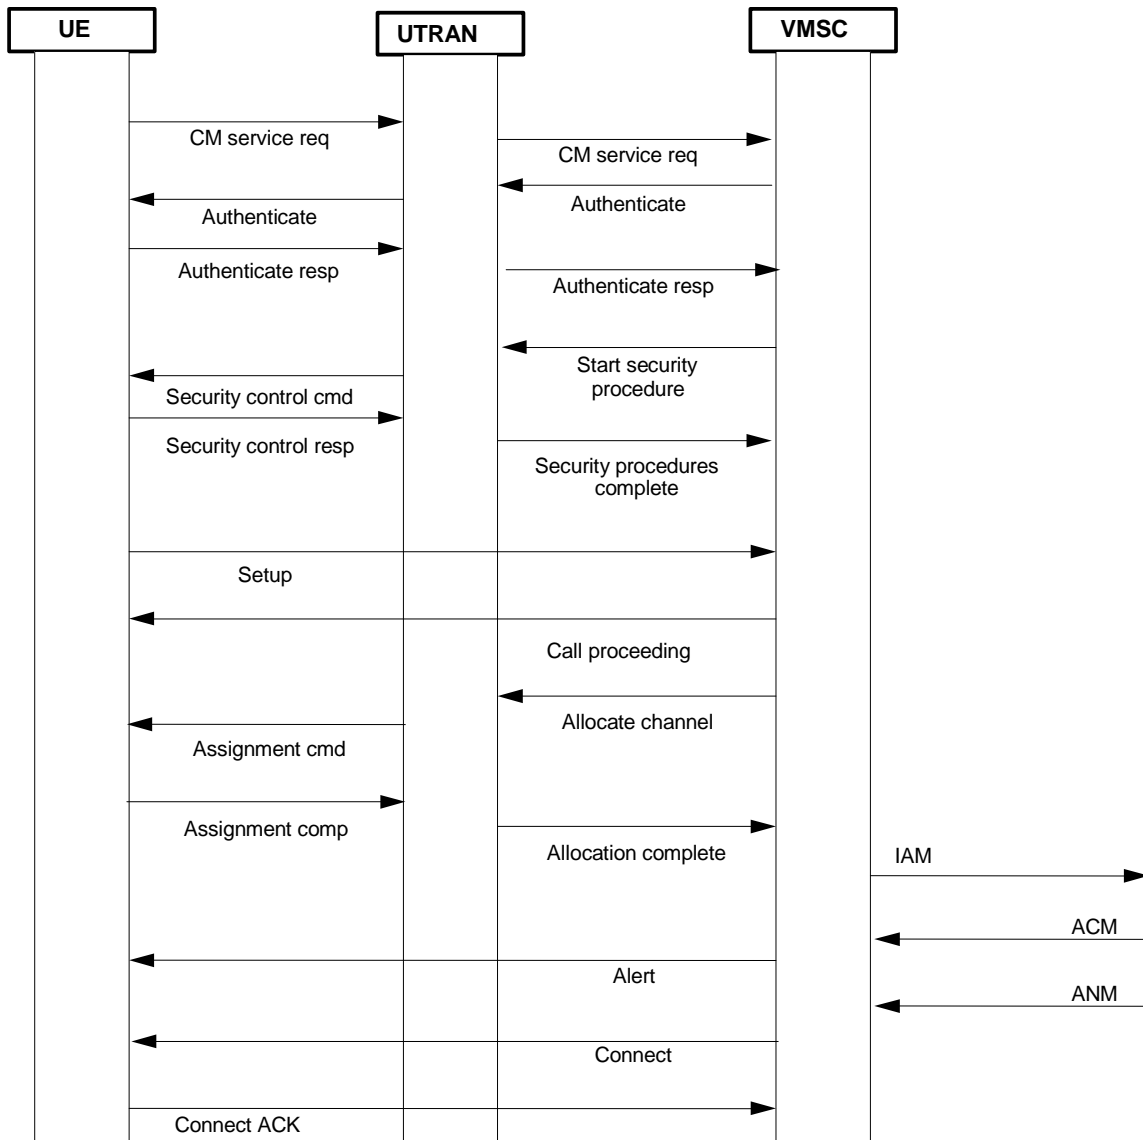 UE
UTRAN
VMSC
CM service req
CM service req
Authenticate
Authenticate
Authenticate resp
Authenticate resp
Start security
procedure
Security control cmd
Security control resp
Security procedures
complete
Setup
Call proceeding
Allocate channel
Assignment cmd
Assignment comp
Allocation complete
IAM
ACM
Alert
ANM
Connect
Connect ACK